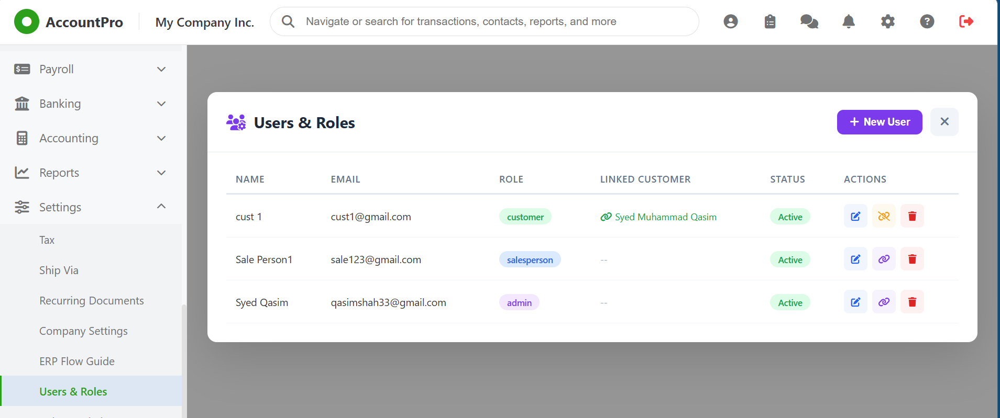 AccountPro
My Company Inc.
Navigate or search for transactions, contacts, reports, and more
Payroll
Banking
Accounting
Reports
Settings
Tax
Ship Via
Recurring Documents
Company Settings
ERP Flow Guide
Users & Roles
Users & Roles
+ New User
NAME EMAIL ROLE LINKED CUSTOMER STATUS ACTIONS
cust 1 cust1@gmail.com customer Syed Muhammad Qasim Active
Sale Person1 sale123@gmail.com salesperson -- Active
Syed Qasim qasimshah33@gmail.com admin -- Active